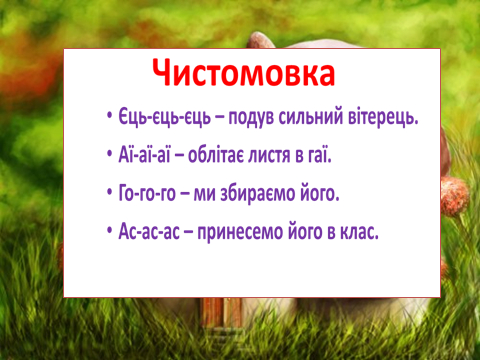 Чистомовка
• Єць-єць-єць – подув сильний вітерець.
• Аї-аї-аї – облітає листя в гаї.
• Го-го-го – ми збираємо його.
• Ас-ас-ас – принесемо його в клас.